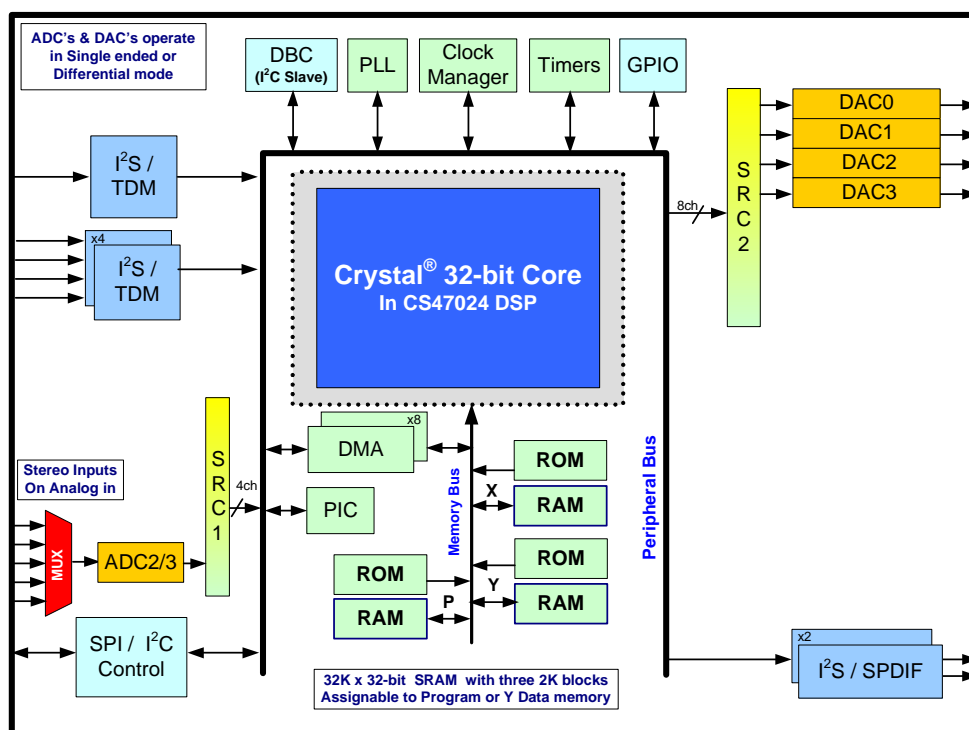 ADC's & DAC's operate
in Single ended or
Differential mode
DBC
(I²C Slave)
PLL
Clock
Manager
Timers
GPIO
I²S /
TDM
x4
I²S /
TDM
Crystal® 32-bit Core
In CS47024 DSP
8ch
SRC2
DAC0
DAC1
DAC2
DAC3
Stereo Inputs
On Analog in
MUX
ADC2/3
SRC1
4ch
x8
DMA
PIC
Memory Bus
Peripheral Bus
ROM
X
RAM
ROM
Y
RAM
ROM
P
RAM
SPI / I²C
Control
32K x 32-bit SRAM with three 2K blocks
Assignable to Program or Y Data memory
x2
I²S / SPDIF